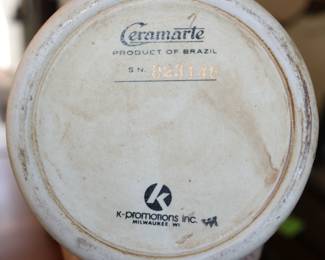 Ceramarte
PRODUCT OF BRAZIL
S N.
K
K-promotions inc.
MILWAUKEE, WI